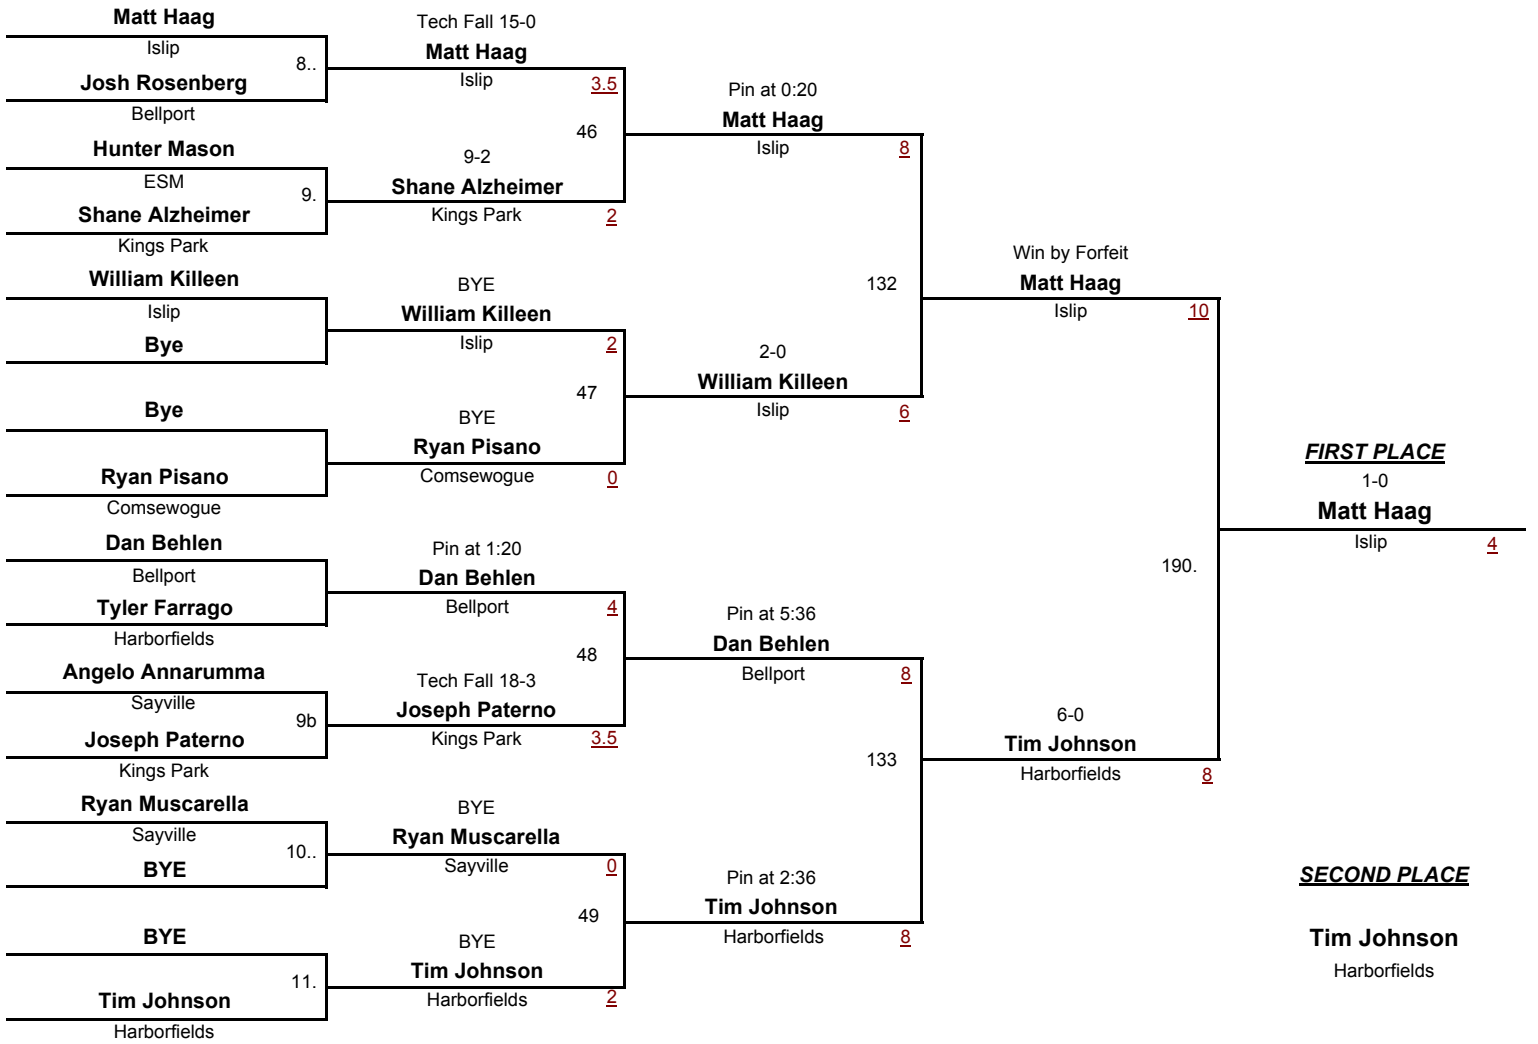 Matt Haag
Islip
8..
Josh Rosenberg
Bellport
Hunter Mason
ESM
9.
Shane Alzheimer
Kings Park
William Killeen
Islip
Bye
Bye
Ryan Pisano
Comsewogue
Dan Behlen
Bellport
Tyler Farrago
Harborfields
Angelo Annarumma
Sayville
9b
Joseph Paterno
Kings Park
Ryan Muscarella
Sayville
10..
BYE
BYE
11.
Tim Johnson
Harborfields
Tech Fall 15-0
Matt Haag
Islip
3.5
46
9-2
Shane Alzheimer
Kings Park
2
BYE
William Killeen
Islip
2
47
BYE
Ryan Pisano
Comsewogue
0
Pin at 1:20
Dan Behlen
Bellport
4
48
Tech Fall 18-3
Joseph Paterno
Kings Park
3.5
BYE
Ryan Muscarella
Sayville
0
49
BYE
Tim Johnson
Harborfields
2
Pin at 0:20
Matt Haag
Islip
8
132
2-0
William Killeen
Islip
6
Pin at 5:36
Dan Behlen
Bellport
8
133
Pin at 2:36
Tim Johnson
Harborfields
8
Win by Forfeit
Matt Haag
Islip
10
190.
6-0
Tim Johnson
Harborfields
8
FIRST PLACE
1-0
Matt Haag
Islip
4
SECOND PLACE
Tim Johnson
Harborfields